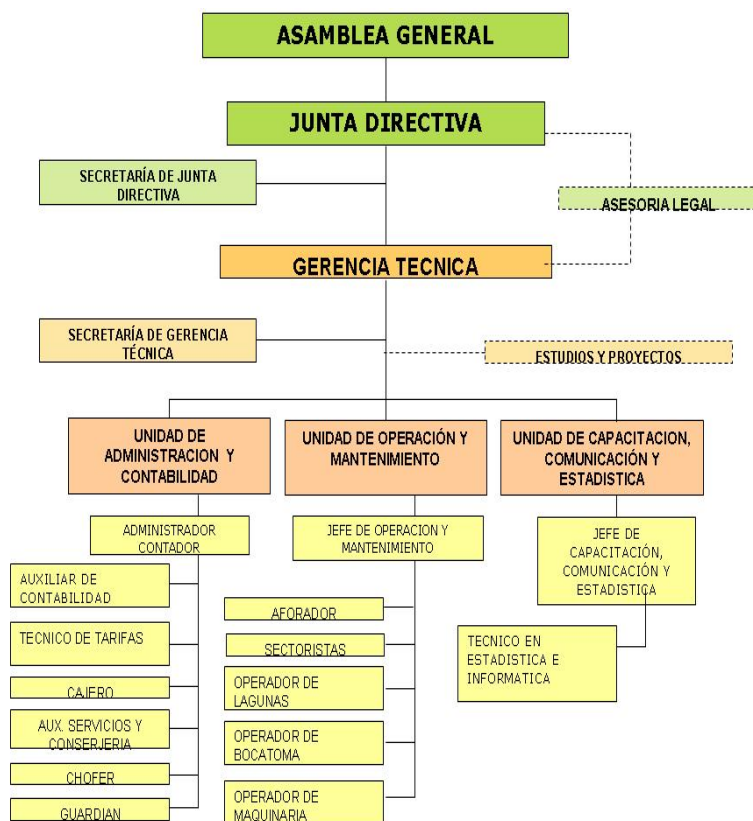 ASAMBLEA GENERAL
JUNTA DIRECTIVA
SECRETARÍA DE JUNTA
DIRECTIVA
ASESORIA LEGAL
GERENCIA TECNICA
SECRETARÍA DE GERENCIA
TÉCNICA
ESTUDIOS Y PROYECTOS
UNIDAD DE
ADMINISTRACION Y
CONTABILIDAD
UNIDAD DE OPERACIÓN Y
MANTENIMIENTO
UNIDAD DE CAPACITACION,
COMUNICACIÓN Y
ESTADISTICA
ADMINISTRADOR
CONTADOR
JEFE DE OPERACION Y
MANTENIMIENTO
JEFE DE
CAPACITACIÓN,
COMUNICACIÓN Y
ESTADISTICA
AUXILIAR DE
CONTABILIDAD
TECNICO DE TARIFAS
CAJERO
AUX. SERVICIOS Y
CONSERJERIA
CHOFER
GUARDIAN
AFORADOR
SECTORISTAS
OPERADOR DE
LAGUNAS
OPERADOR DE
BOCATOMA
OPERADOR DE
MAQUINARIA
TECNICO EN
ESTADISTICA E
INFORMATICA